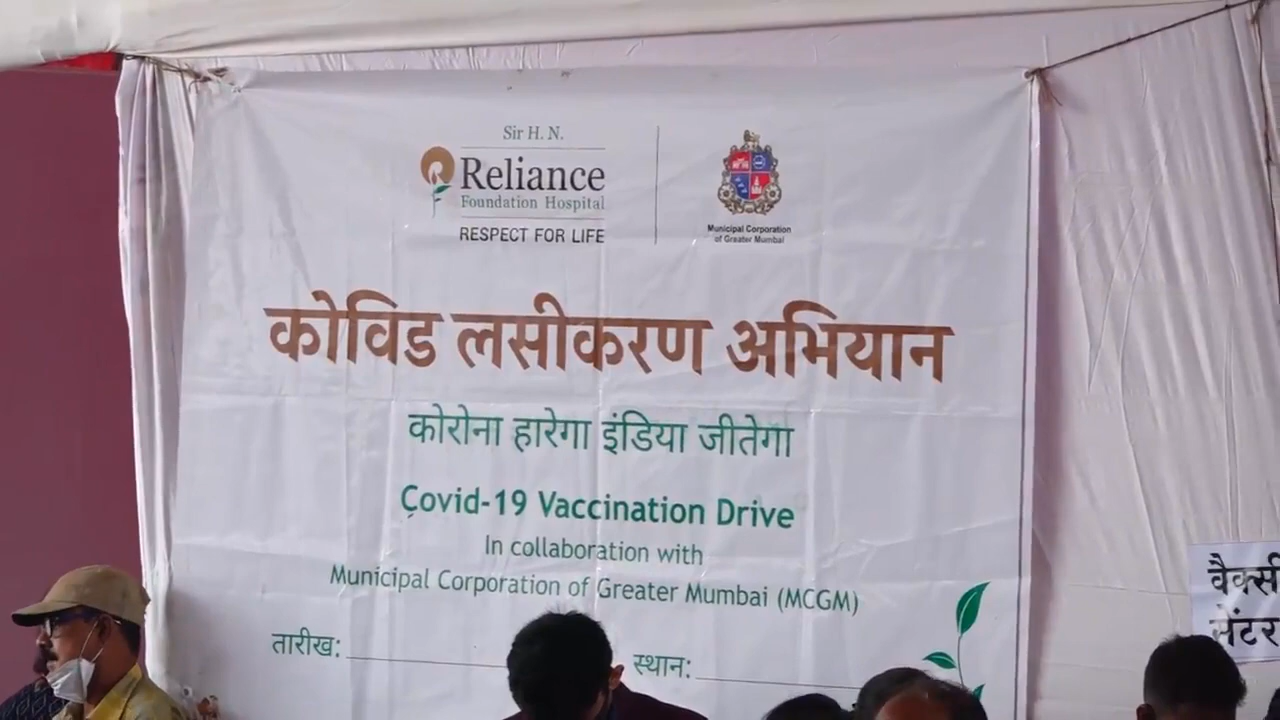 Sir H. N.
Reliance
Foundation Hospital
RESPECT FOR LIFE
Municipal Corporation
of Greater Mumbai
कोविड लसीकरण अभियान
कोरोना हारेगा इंडिया जीतेगा
Covid-19 Vaccination Drive
In collaboration with
Municipal Corporation of Greater Mumbai (MCGM)
तारीख:
स्थान:
वैक्सी
सेंटर